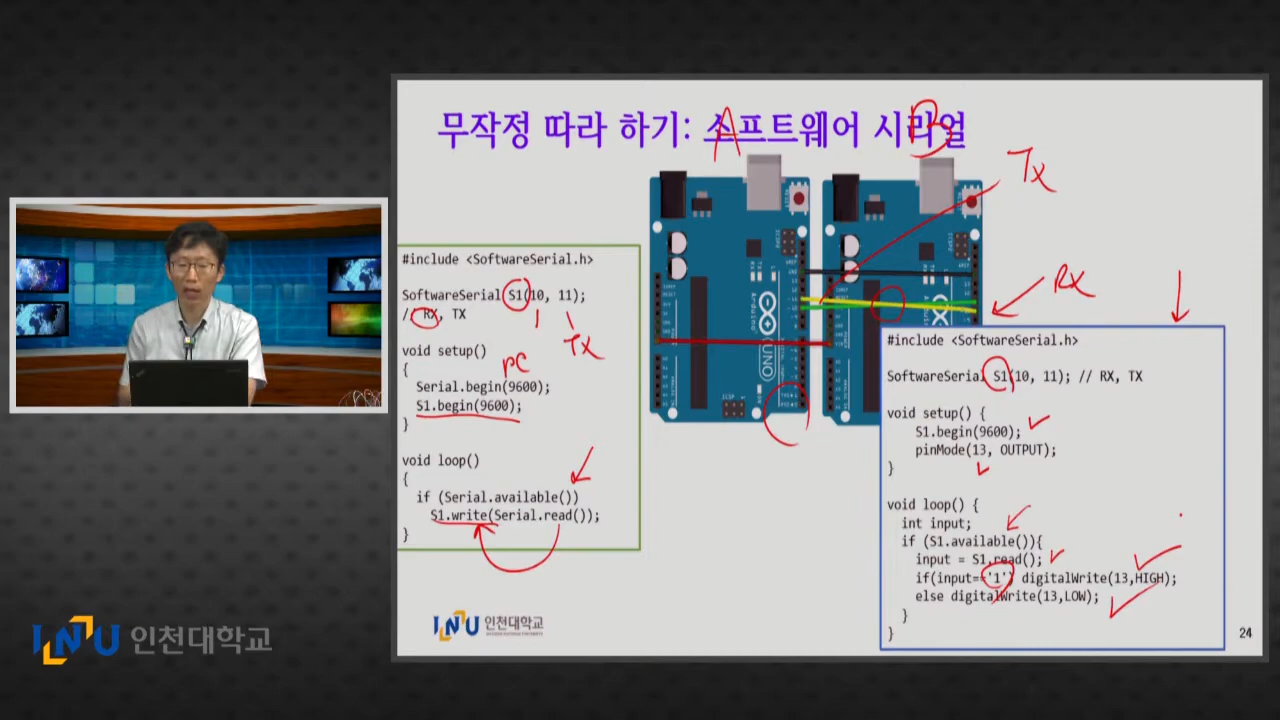 무작정 따라 하기: 소프트웨어 시리얼
A
B
Tx
RX
#include <SoftwareSerial.h>
SoftwareSerial S1(10, 11);
// RX, TX
Tx
void setup()
PC
{
Serial.begin(9600);
S1.begin(9600);
}
void loop()
{
if (Serial.available())
S1.write(Serial.read());
}
#include <SoftwareSerial.h>
SoftwareSerial S1(10, 11); // RX, TX
void setup() {
S1.begin(9600);
pinMode(13, OUTPUT);
}
void loop() {
int input;
if (S1.available()){
input = S1.read();
if(input=='1') digitalWrite(13,HIGH);
else digitalWrite(13,LOW);
}
}
UNO
ICSP
INU 인천대학교
24
INU 인천대학교